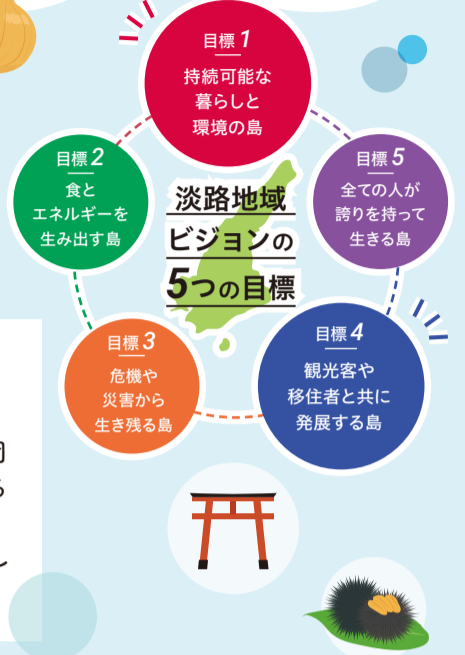 目標1
持続可能な
暮らしと
環境の島
目標2
食と
エネルギーを
生み出す島
目標5
全ての人が
誇りを持って
生きる島
淡路地域
ビジョンの
5つの目標
目標3
危機や
災害から
生き残る島
目標4
観光客や
移住者と共に
発展する島